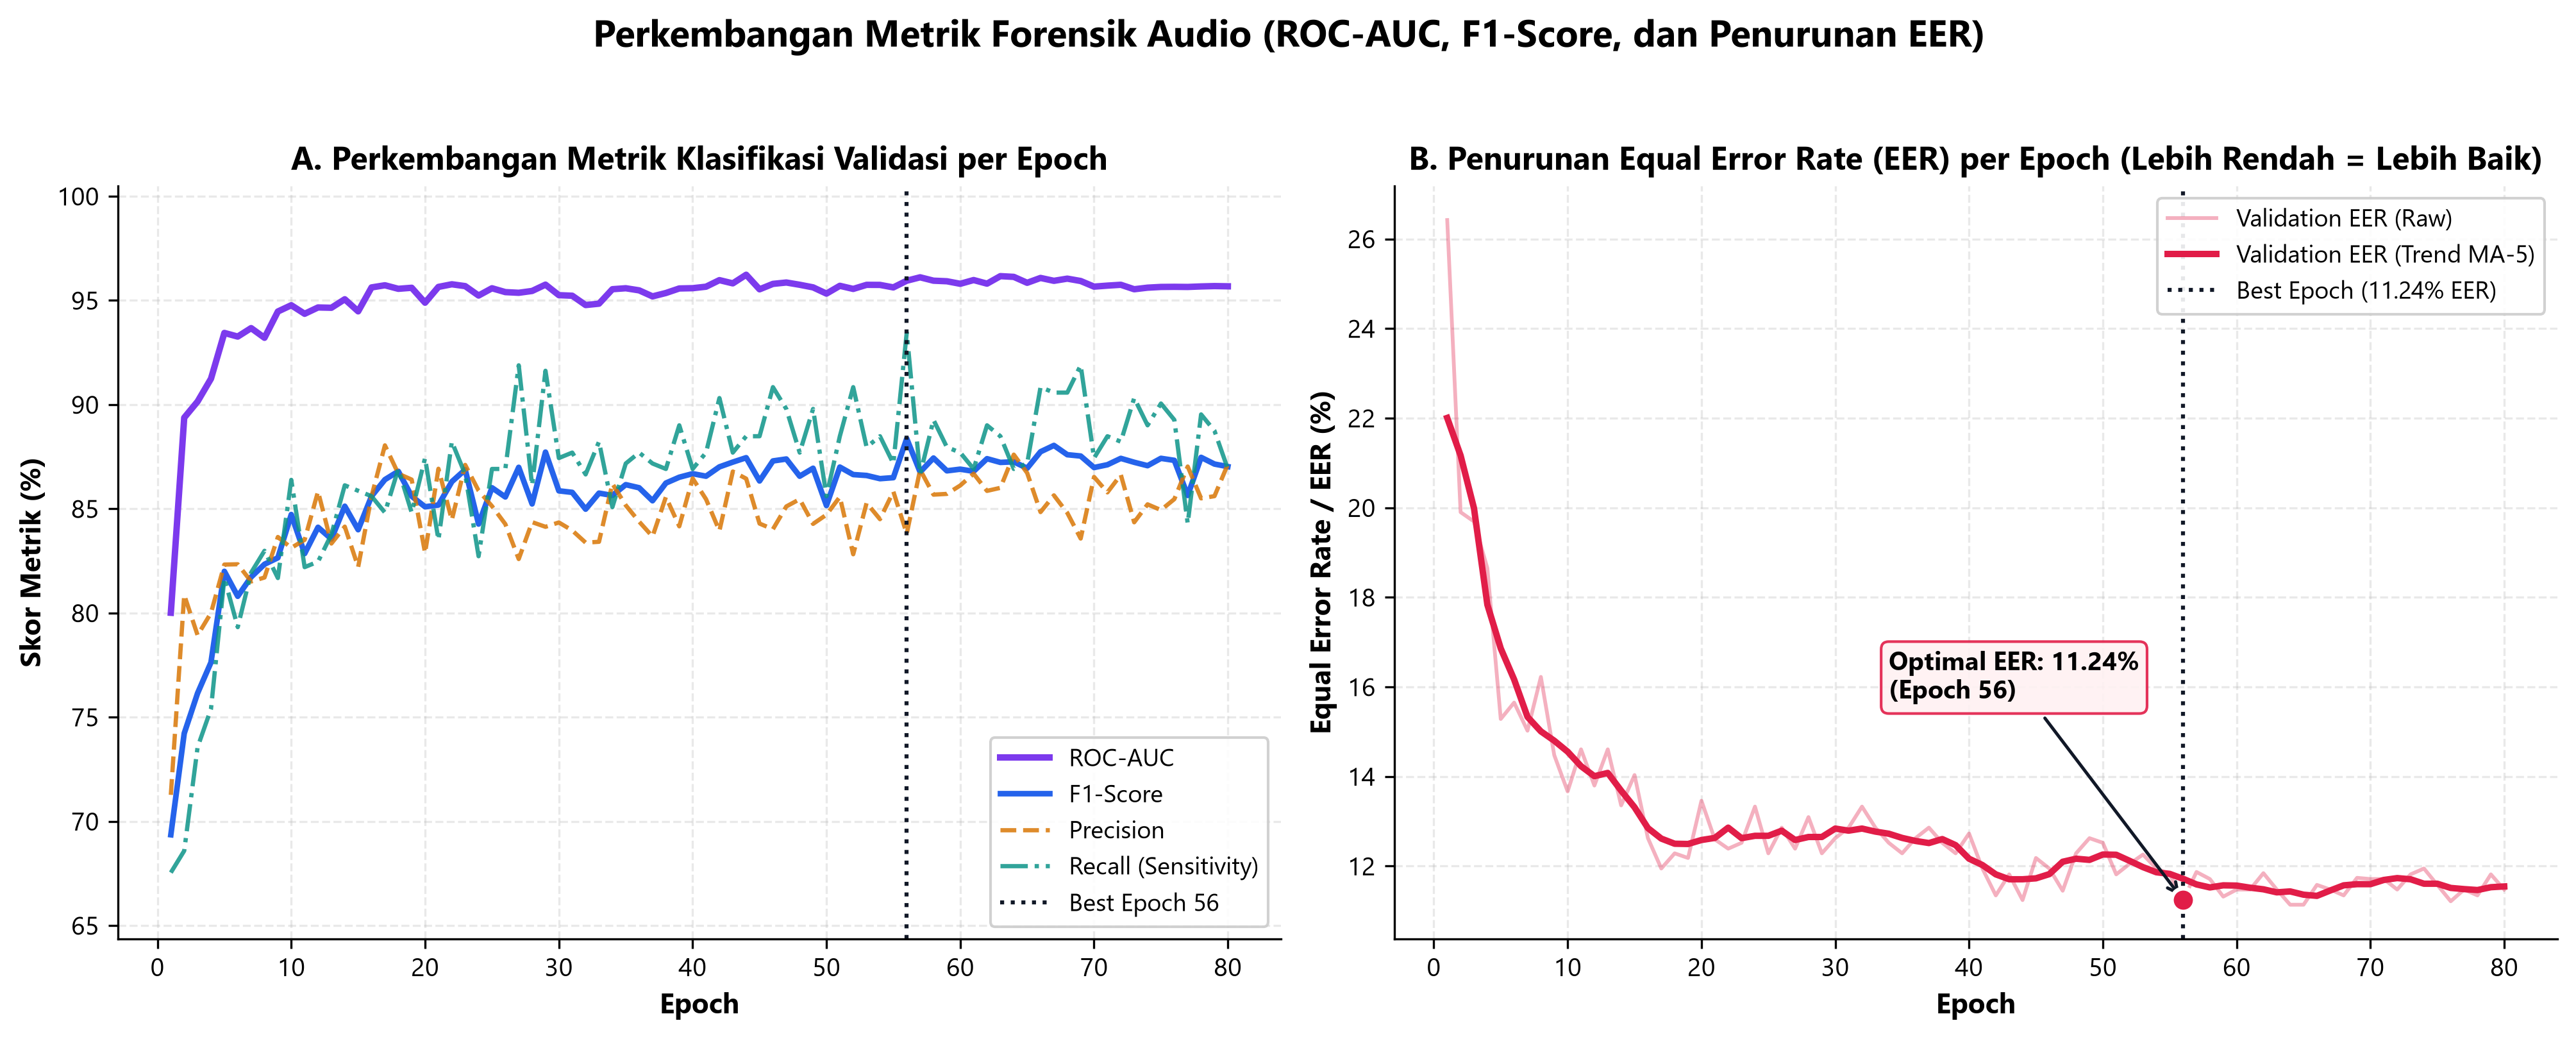 Perkembangan Metrik Forensik Audio (ROC-AUC, F1-Score, dan Penurunan EER)
A. Perkembangan Metrik Klasifikasi Validasi per Epoch
Skor Metrik (%)
100
95
90
85
80
75
70
65
0 10 20 30 40 50 60 70 80
Epoch
ROC-AUC
F1-Score
Precision
Recall (Sensitivity)
Best Epoch 56
B. Penurunan Equal Error Rate (EER) per Epoch (Lebih Rendah = Lebih Baik)
Equal Error Rate / EER (%)
26
24
22
20
18
16
14
12
0 10 20 30 40 50 60 70 80
Epoch
Validation EER (Raw)
Validation EER (Trend MA-5)
Best Epoch (11.24% EER)
Optimal EER: 11.24%
(Epoch 56)